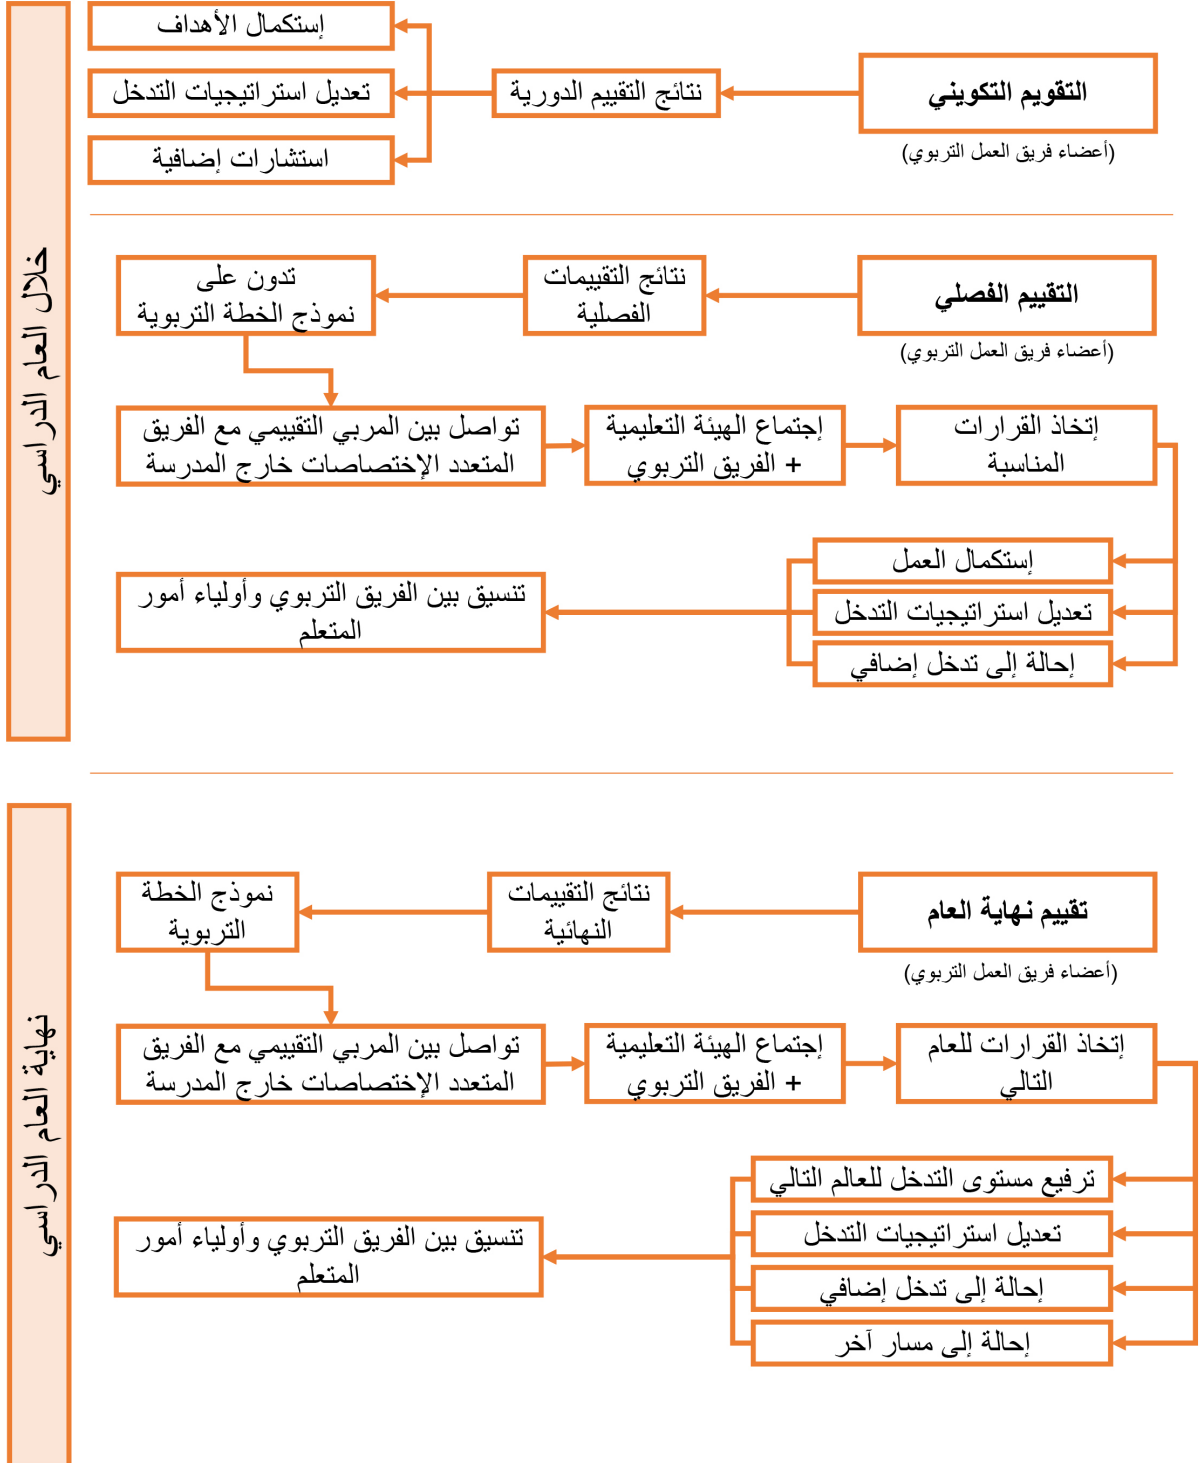 خلال العام الدراسي
التقويم التكويني
(أعضاء فريق العمل التربوي)
نتائج التقييم الدورية
إستكمال الأهداف
تعديل استراتيجيات التدخل
استشارات إضافية
التقييم الفصلي
(أعضاء فريق العمل التربوي)
نتائج التقييمات
الفصلية
تدون على
نموذج الخطة التربوية
تواصل بين المربي التقييمي مع الفريق
المتعدد الإختصاصات خارج المدرسة
إجتماع الهيئة التعليمية
+ الفريق التربوي
إتخاذ القرارات
المناسبة
إستكمال العمل
تعديل استراتيجيات التدخل
إحالة إلى تدخل إضافي
تنسيق بين الفريق التربوي وأولياء أمور
المتعلم
نهاية العام الدراسي
تقييم نهاية العام
(أعضاء فريق العمل التربوي)
نتائج التقييمات
النهائية
نموذج الخطة
التربوية
تواصل بين المربي التقييمي مع الفريق
المتعدد الإختصاصات خارج المدرسة
إجتماع الهيئة التعليمية
+ الفريق التربوي
إتخاذ القرارات للعام
التالي
ترفيع مستوى التدخل للعالم التالي
تعديل استراتيجيات التدخل
إحالة إلى تدخل إضافي
إحالة إلى مسار آخر
تنسيق بين الفريق التربوي وأولياء أمور
المتعلم